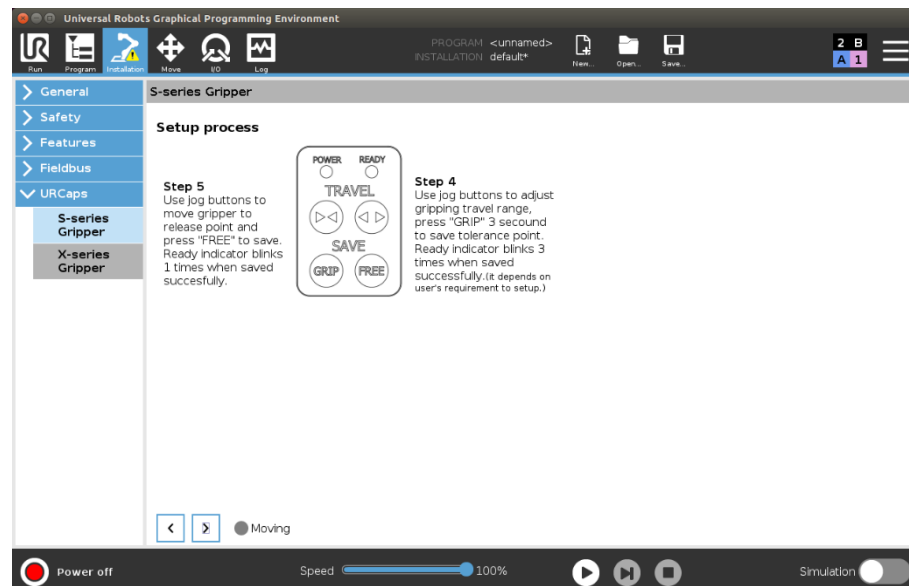 Universal Robots Graphical Programming Environment
UR
Run
Program
Installation
Move
I/O
Log
PROGRAM <unnamed>
INSTALLATION default*
New...
Open...
Save...
2 B
A 1
General
Safety
Features
Fieldbus
URCaps
S-series
Gripper
X-series
Gripper
S-series Gripper
Setup process
Step 5
Use jog buttons to
move gripper to
release point and
press "FREE" to save.
Ready indicator blinks
1 times when saved
succesfully.
POWER READY
TRAVEL
SAVE
GRIP FREE
Step 4
Use jog buttons to adjust
gripping travel range,
press "GRIP" 3 secound
to save tolerance point.
Ready indicator blinks 3
times when saved
successfully.(it depends on
user's requirement to setup.)
Moving
Power off
Speed
100%
Simulation